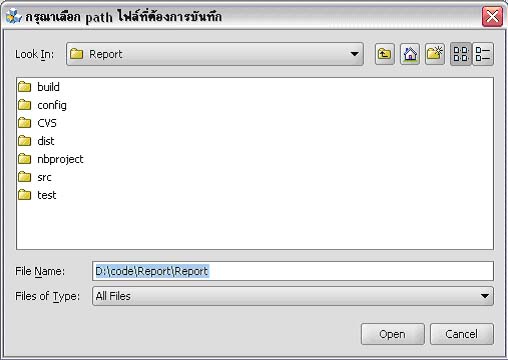 กรุณาเลือก path ไฟล์ที่ต้องการบันทึก
Look In: Report
build
config
CVS
dist
nbproject
src
test
File Name: D:\code\Report\Report
Files of Type: All Files
Open Cancel